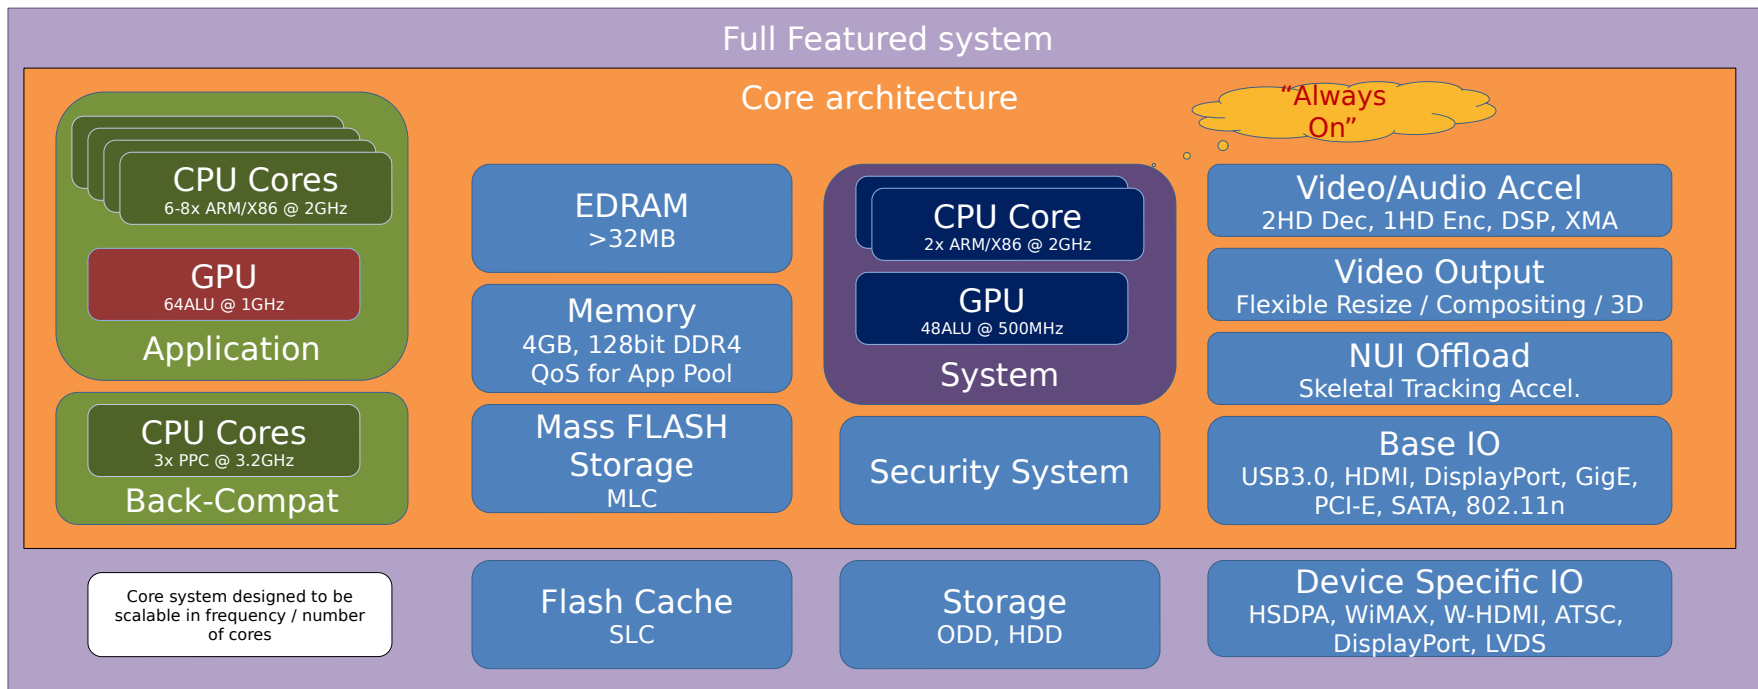 Full Featured system
Core architecture
“Always
On”
CPU Cores
6-8x ARM/X86 @ 2GHz
GPU
64ALU @ 1GHz
Application
CPU Cores
3x PPC @ 3.2GHz
Back-Compat
EDRAM
>32MB
Memory
4GB, 128bit DDR4
QoS for App Pool
Mass FLASH
Storage
MLC
CPU Core
2x ARM/X86 @ 2GHz
GPU
48ALU @ 500MHz
System
Security System
Video/Audio Accel
2HD Dec, 1HD Enc, DSP, XMA
Video Output
Flexible Resize / Compositing / 3D
NUI Offload
Skeletal Tracking Accel.
Base IO
USB3.0, HDMI, DisplayPort, GigE,
PCI-E, SATA, 802.11n
Core system designed to be
scalable in frequency / number
of cores
Flash Cache
SLC
Storage
ODD, HDD
Device Specific IO
HSDPA, WiMAX, W-HDMI, ATSC,
DisplayPort, LVDS